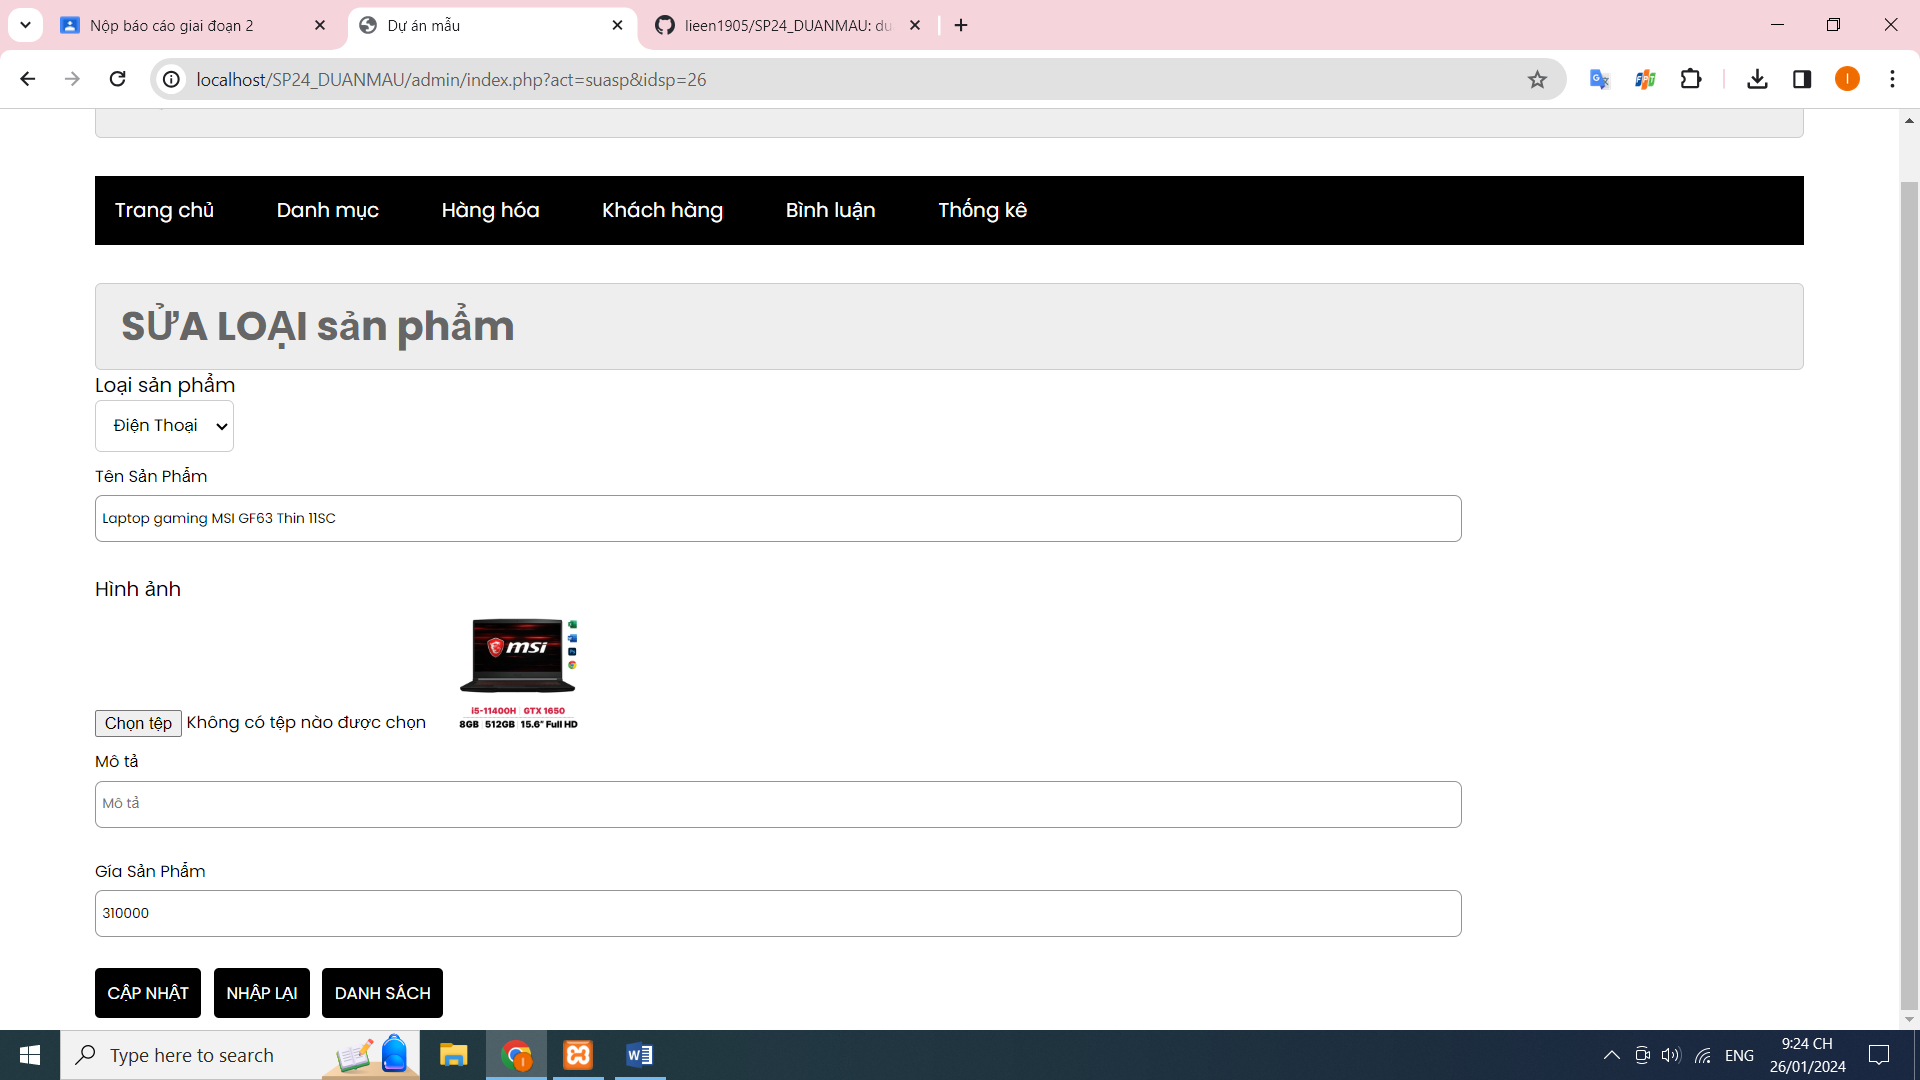 Nộp báo cáo giai đoạn 2
Dự án mẫu
lieen1905/SP24_DUANMAU: du
localhost/SP24_DUANMAU/admin/index.php?act=suasp&idsp=26
Trang chủ Danh mục Hàng hóa Khách hàng Bình luận Thống kê
SỬA LOẠI sản phẩm
Loại sản phẩm
Điện Thoại
Tên Sản Phẩm
Laptop gaming MSI GF63 Thin 11SC
Hình ảnh
msi
i5-11400H GTX 1650
8GB 512GB 15.6" Full HD
Chọn tệp Không có tệp nào được chọn
Mô tả
Mô tả
Gía Sản Phẩm
310000
CẬP NHẬT NHẬP LẠI DANH SÁCH
Type here to search
ENG
9:24 CH
26/01/2024